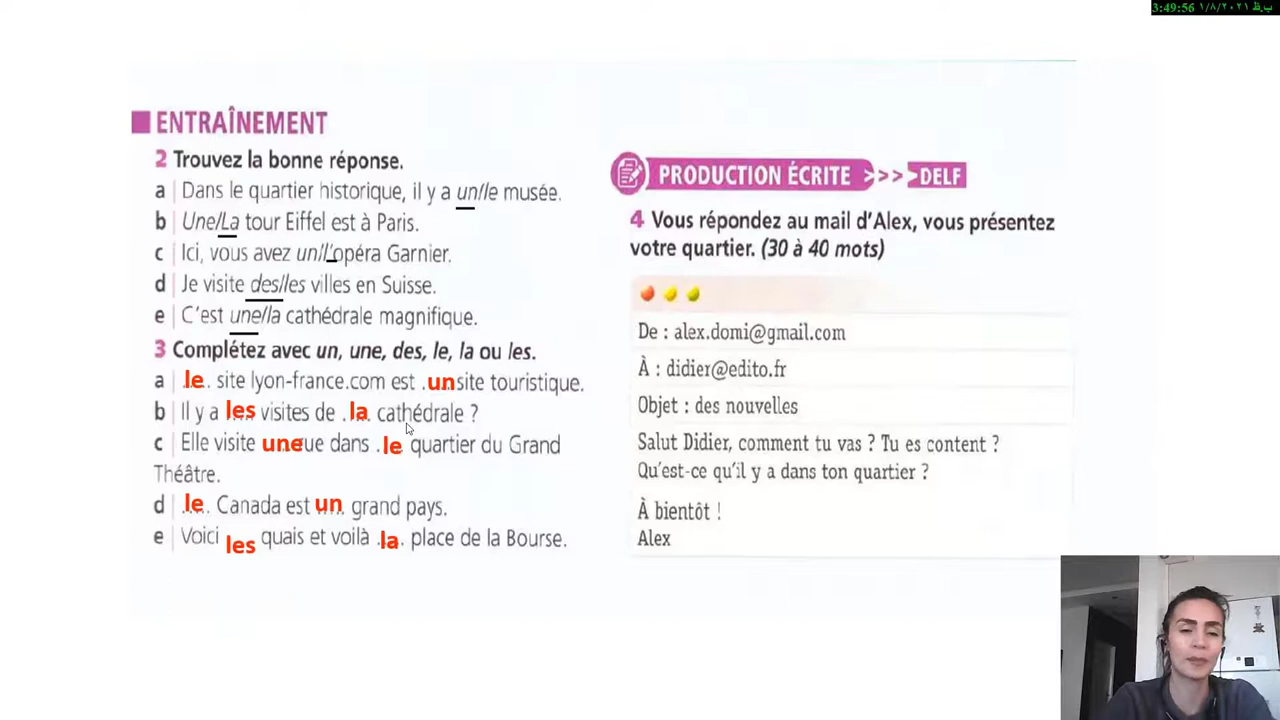 3:49:56 ۲۰۲۱/۸/۱ ب.ظ
ENTRAÎNEMENT
2 Trouvez la bonne réponse.
a | Dans le quartier historique, il y a un/le musée.
b | Une/La tour Eiffel est à Paris.
c | Ici, vous avez un/l'opéra Garnier.
d | Je visite des/les villes en Suisse.
e | C'est une/la cathédrale magnifique.
3 Complétez avec un, une, des, le, la ou les.
a | le. site lyon-france.com est .un site touristique.
b | Il y a les visites de .la. cathédrale ?
c | Elle visite une rue dans .le quartier du Grand
Théâtre.
d | le. Canada est un. grand pays.
e | Voici les quais et voilà .la. place de la Bourse.
PRODUCTION ÉCRITE >>> DELF
4 Vous répondez au mail d'Alex, vous présentez
votre quartier. (30 à 40 mots)
De : alex.domi@gmail.com
À : didier@edito.fr
Objet : des nouvelles
Salut Didier, comment tu vas ? Tu es content ?
Qu'est-ce qu'il y a dans ton quartier ?
À bientôt !
Alex